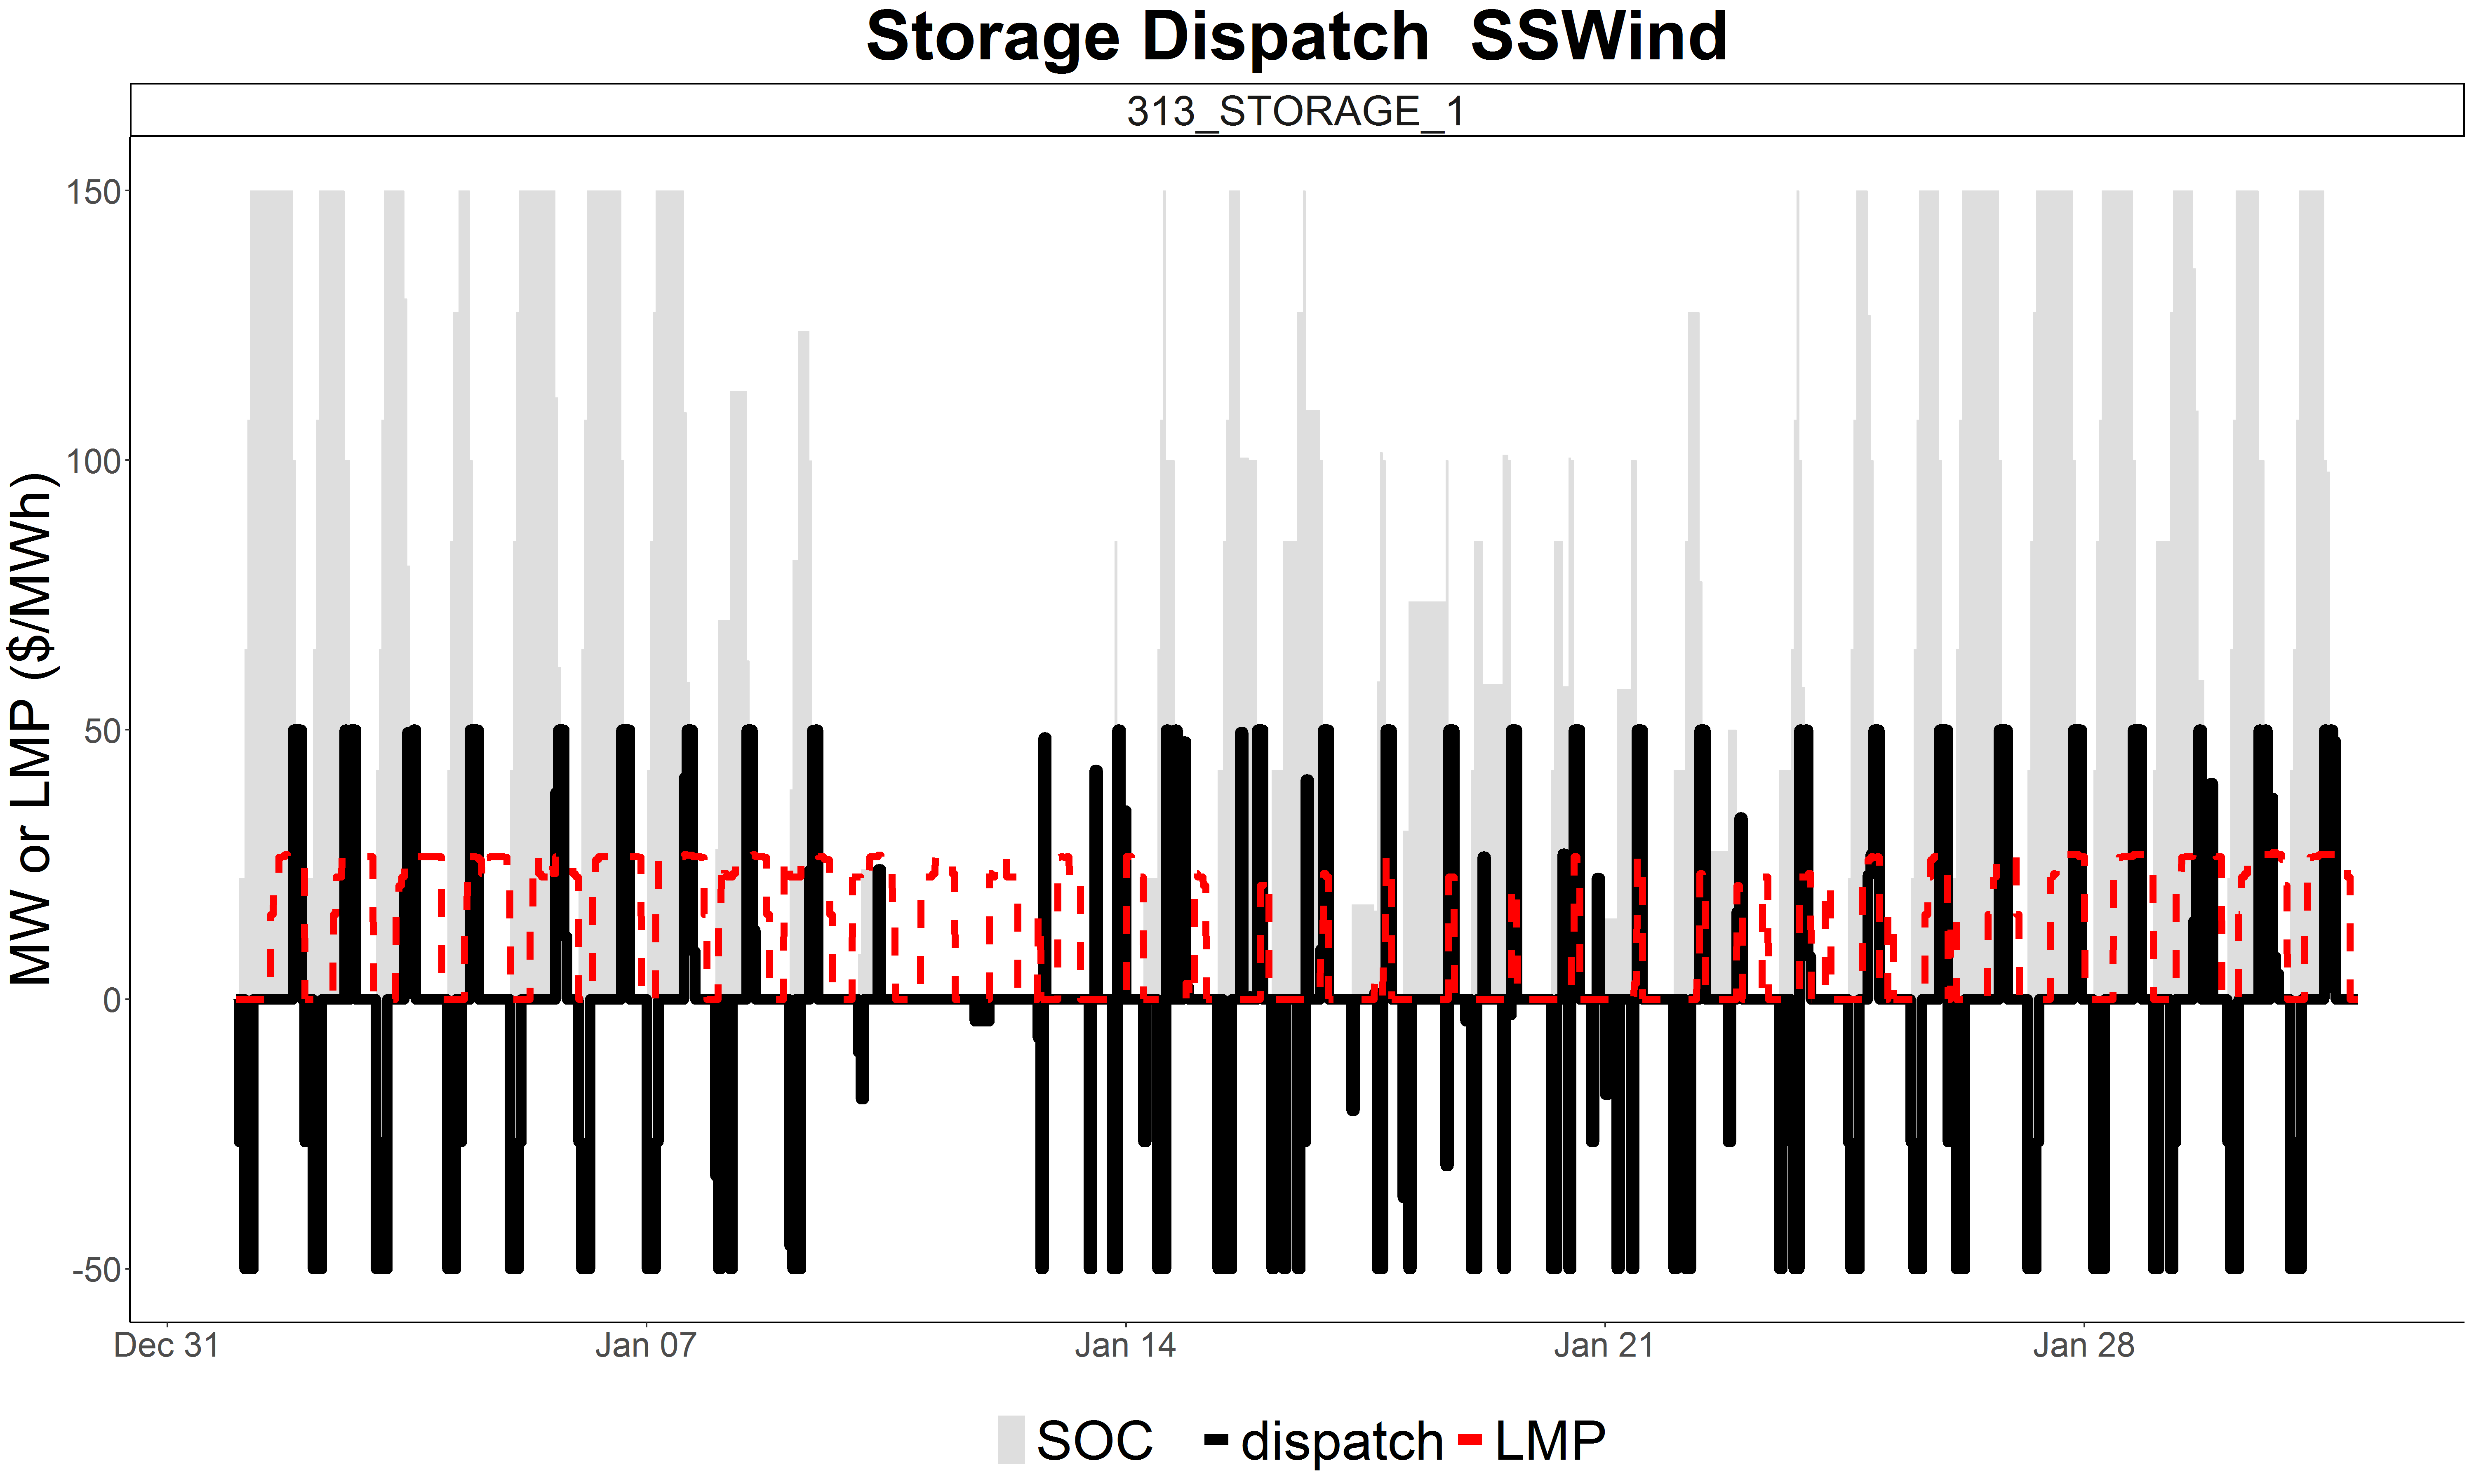 Storage Dispatch  SSWind
313_STORAGE_1
MW or LMP ($/MWh)
150
100
50
0
-50
Dec 31
Jan 07
Jan 14
Jan 21
Jan 28
SOC
dispatch
LMP